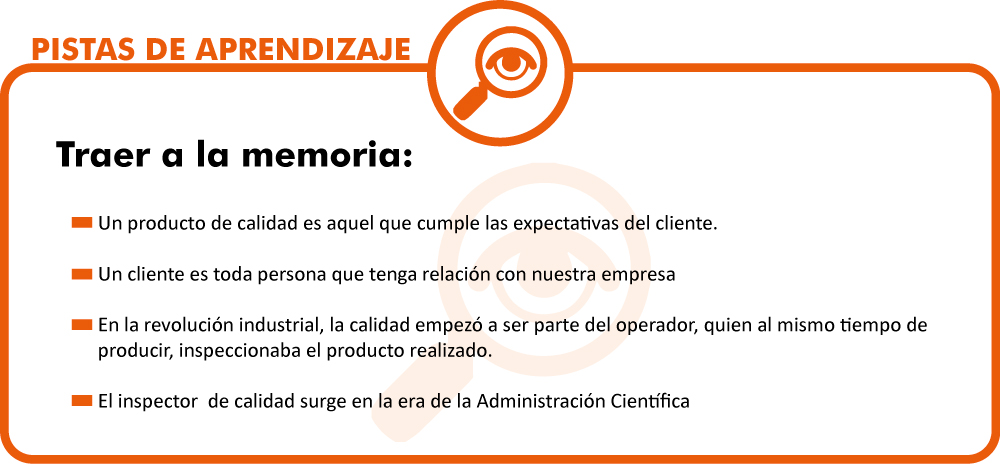 PISTAS DE APRENDIZAJE
Traer a la memoria:
Un producto de calidad es aquel que cumple las expectativas del cliente.
Un cliente es toda persona que tenga relación con nuestra empresa
En la revolución industrial, la calidad empezó a ser parte del operador, quien al mismo tiempo de
producir, inspeccionaba el producto realizado.
El inspector  de calidad surge en la era de la Administración Científica